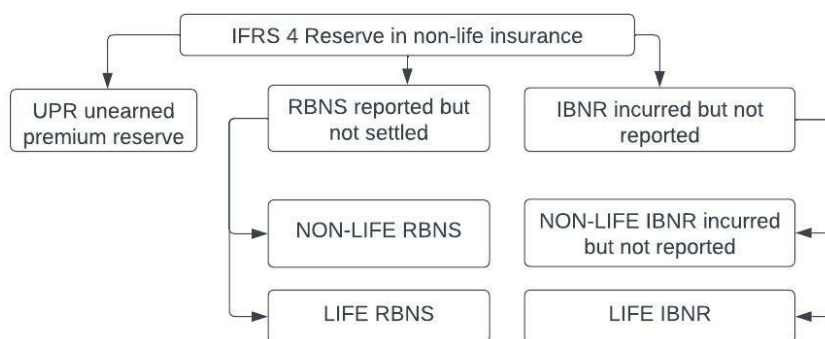 IFRS 4 Reserve in non-life insurance
UPR unearned
premium reserve
RBNS reported but
not settled
IBNR incurred but not
reported
NON-LIFE RBNS
NON-LIFE IBNR incurred
but not reported
LIFE RBNS
LIFE IBNR